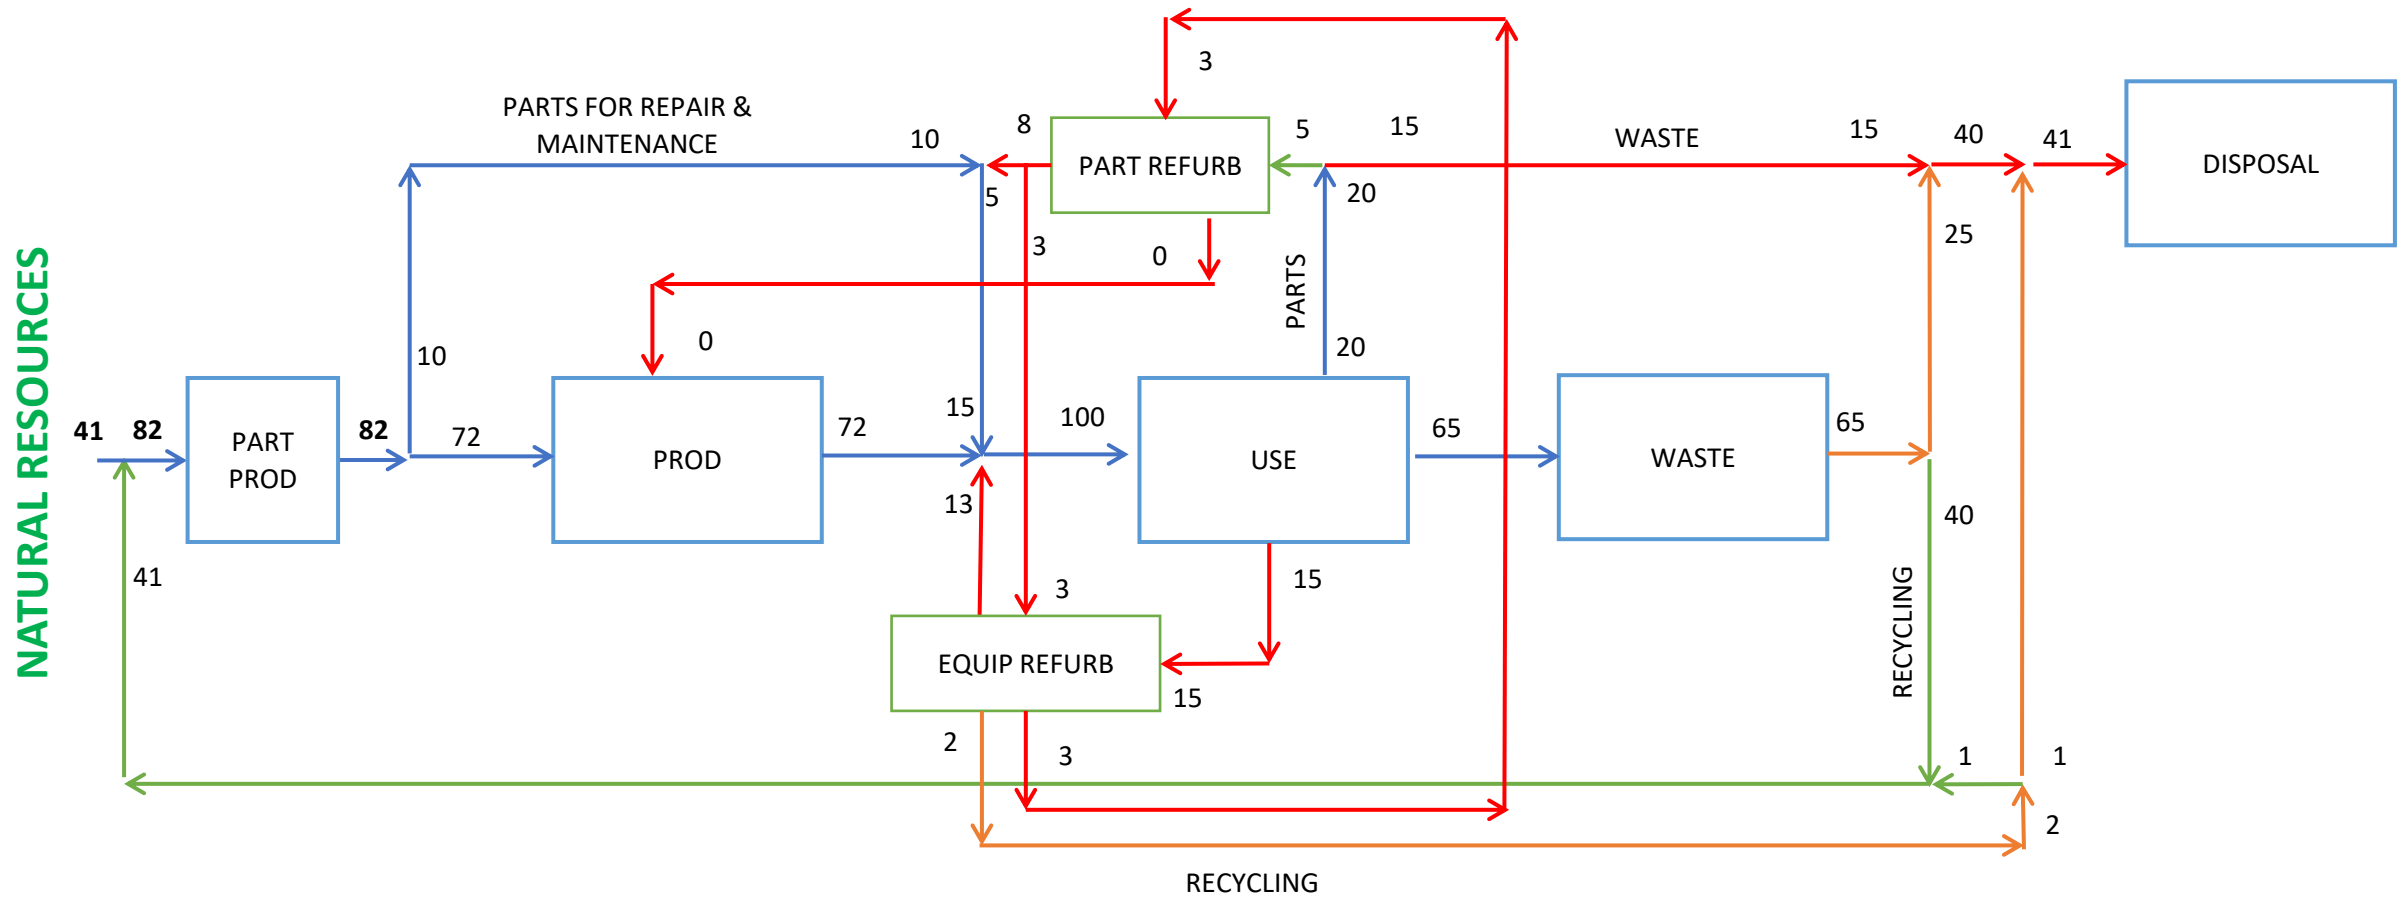 3
PARTS FOR REPAIR &
MAINTENANCE
10
8
5
15
WASTE
15
40
41
PART REFURB
DISPOSAL
5
20
3
0
25
PARTS
NATURAL RESOURCES
0
10
20
41
82
82
72
72
15
100
65
65
PART
PROD
PROD
USE
WASTE
13
40
41
3
15
RECYCLING
EQUIP REFURB
15
2
3
1
1
2
RECYCLING